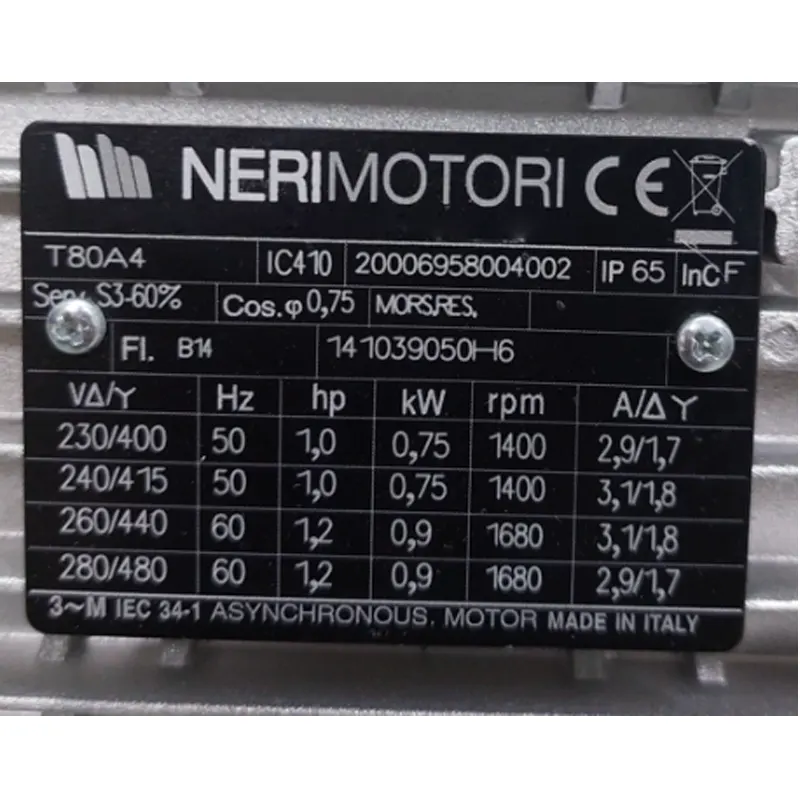 NERIMOTORI CE
T80A4 IC410 20006958004002 IP 65 InCF
Serv. S3-60% Cos.φ 0,75 MORS.RES.
Fl. B14 141039050H6
VΔ/Y Hz hp kW rpm A/Δ Y
230/400 50 1,0 0,75 1400 2,9/1,7
240/415 50 1,0 0,75 1400 3,1/1,8
260/440 60 1,2 0,9 1680 3,1/1,8
280/480 60 1,2 0,9 1680 2,9/1,7
3~M IEC 34-1 ASYNCHRONOUS. MOTOR MADE IN ITALY